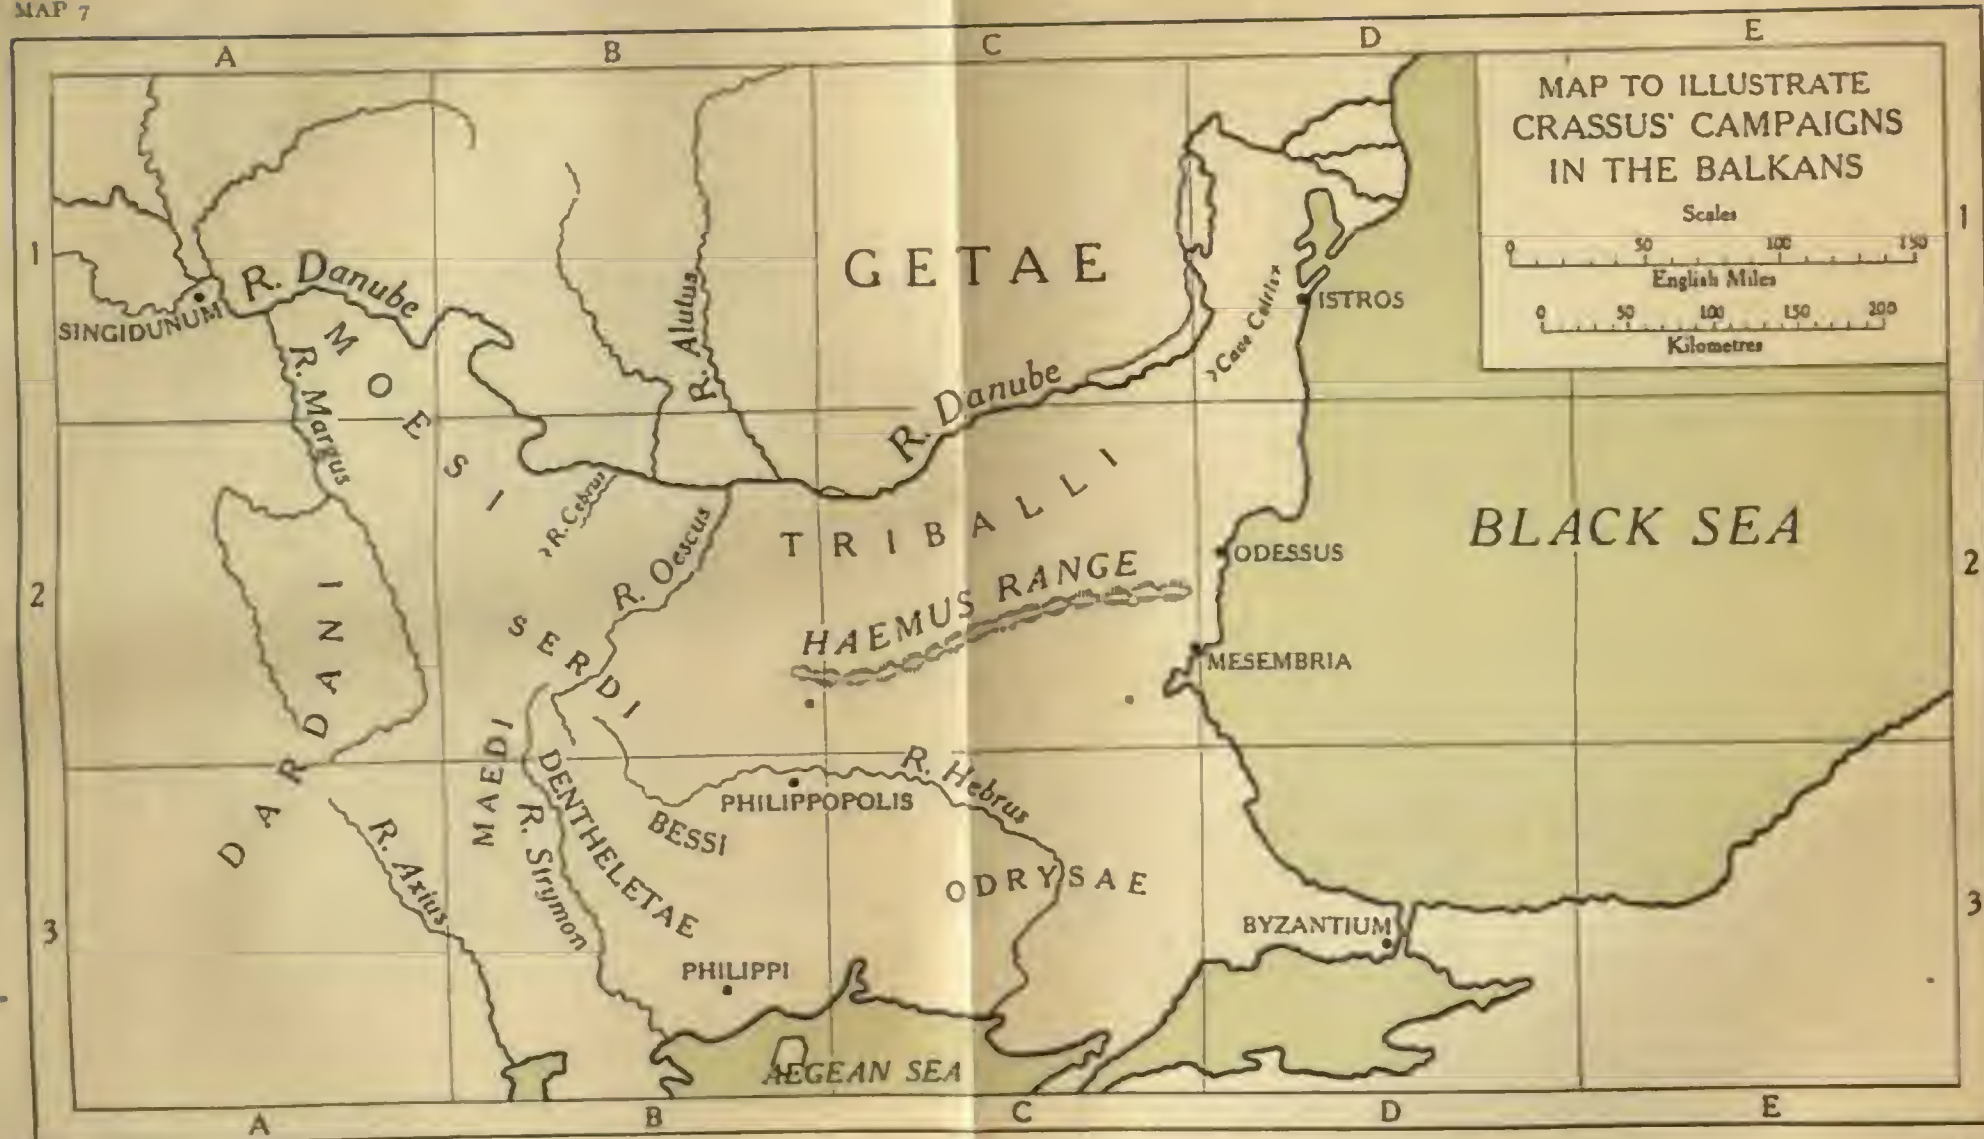 MAP 7
A
B
C
D
E
MAP TO ILLUSTRATE
CRASSUS' CAMPAIGNS
IN THE BALKANS
Scales
0 50 100 150
English Miles
0 50 100 150 200
Kilometres
1
1
GETAE
R. Danube
SINGIDUNUM
MOESI
R. Margus
R. Alutus
?Cave Ceiris?
ISTROS
R. Danube
?R. Cebrus
R. Oescus
TRIBALLI
HAEMUS RANGE
BLACK SEA
ODESSUS
2
2
SERDI
MESEMBRIA
DARDANI
MAEDI
DENTHELETAE
R. Strymon
BESSI
PHILIPPOPOLIS
R. Hebrus
R. Axius
ODRYSAE
BYZANTIUM
3
3
PHILIPPI
AEGEAN SEA
A
B
C
D
E